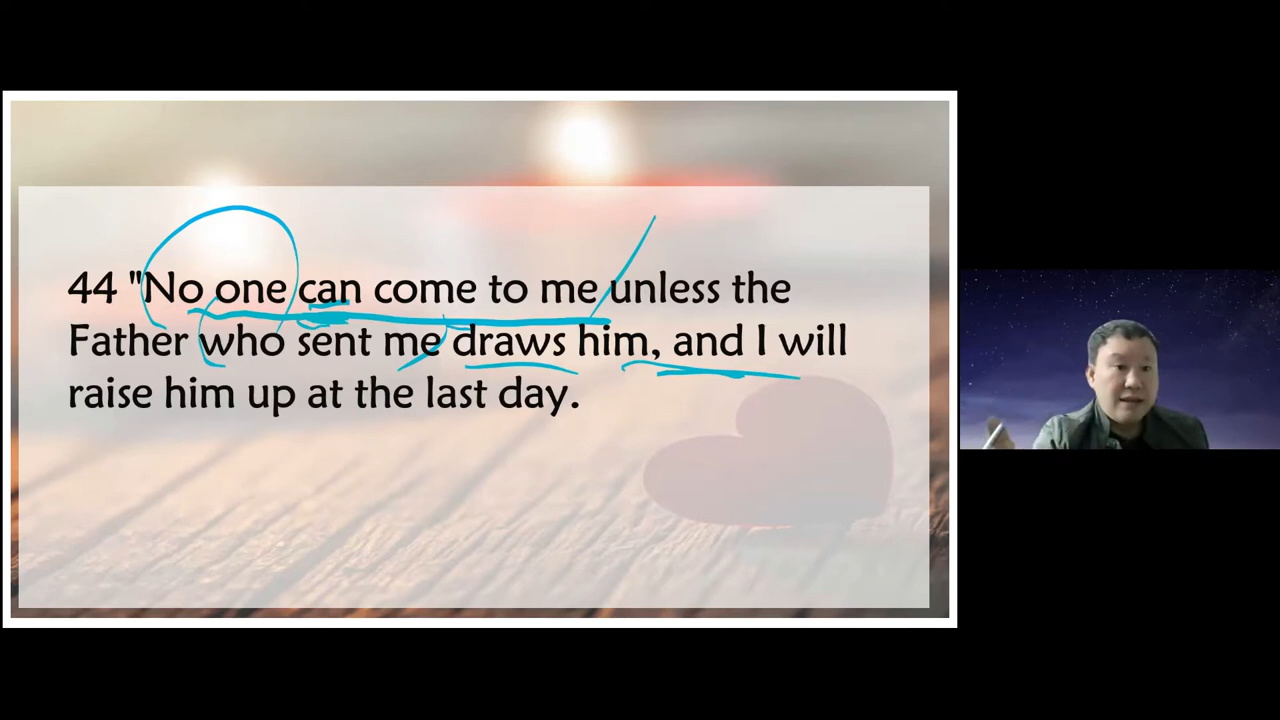 44 "No one can come to me unless the
Father who sent me draws him, and I will
raise him up at the last day.